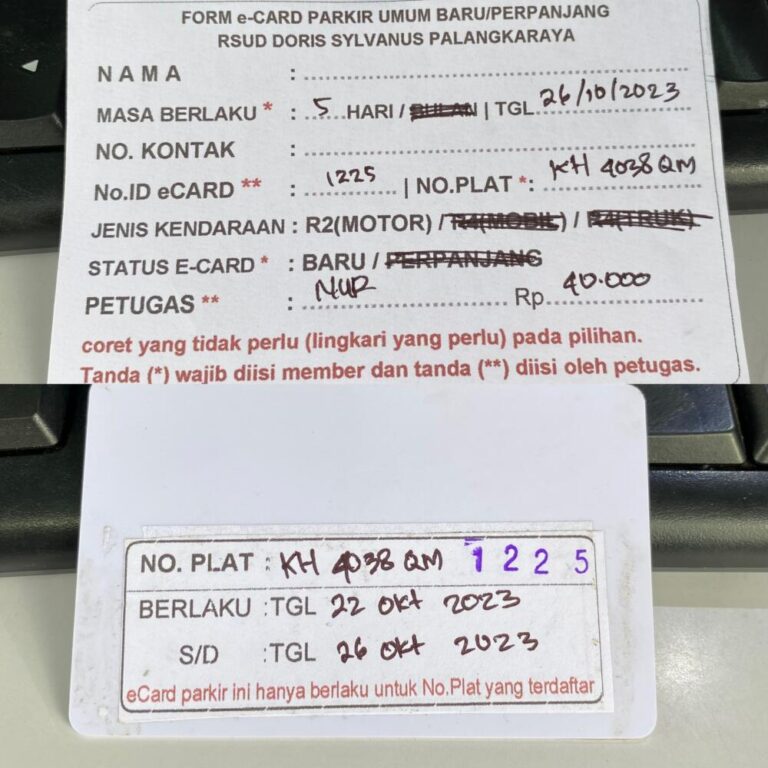 FORM e-CARD PARKIR UMUM BARU/PERPANJANG
RSUD DORIS SYLVANUS PALANGKARAYA
NAMA : ..........
MASA BERLAKU * : 5 HARI / BULAN | TGL 26/10/2023
NO. KONTAK : ..........
No.ID eCARD ** : 1225 | NO.PLAT *: KH 4038 QM
JENIS KENDARAAN : R2(MOTOR) / R4(MOBIL) / R4(TRUK)
STATUS E-CARD * : BARU / PERPANJANG
PETUGAS ** : NUR Rp. 40.000
coret yang tidak perlu (lingkari yang perlu) pada pilihan.
Tanda (*) wajib diisi member dan tanda (**) diisi oleh petugas.
NO. PLAT : KH 4038 QM 1225
BERLAKU : TGL 22 Okt 2023
S/D : TGL 26 Okt 2023
eCard parkir ini hanya berlaku untuk No.Plat yang terdaftar